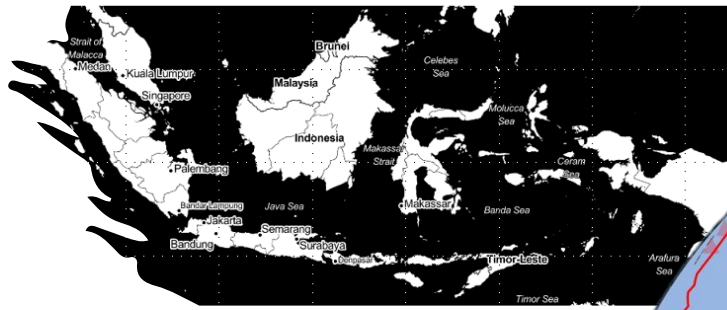 Strait of
Malacca
Medan
Kuala Lumpur
Singapore
Brunei
Malaysia
Indonesia
Celebes
Sea
Molucca
Sea
Makassar
Strait
Ceram
Sea
Palembang
Bandar Lampung
Jakarta
Bandung
Java Sea
Semarang
Surabaya
Denpasar
Makassar
Banda Sea
Timor-Leste
Arafura
Sea
Timor Sea